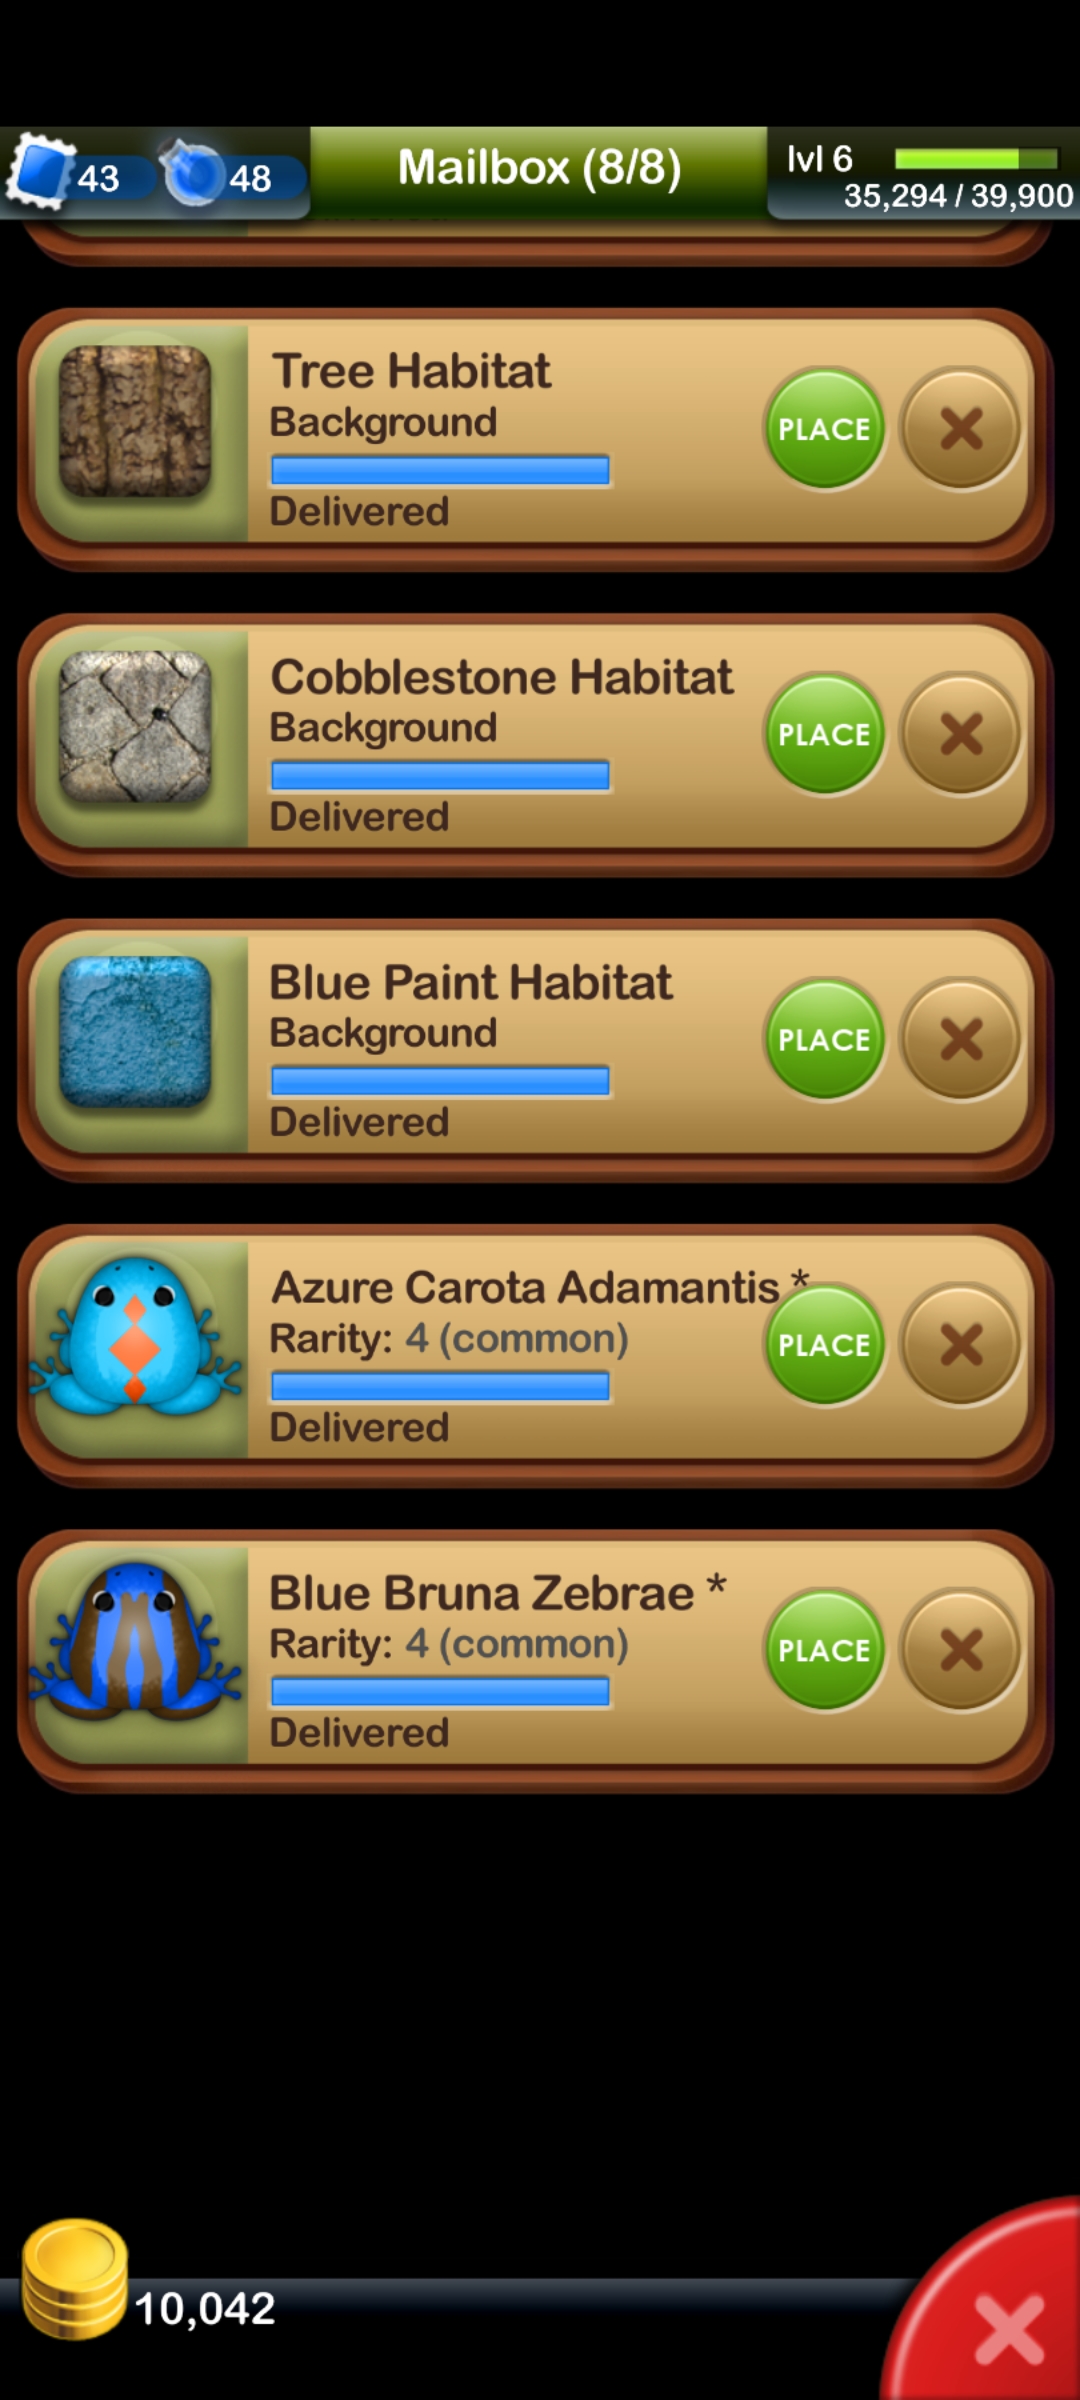 43
48
Mailbox (8/8)
lvl 6
35,294 / 39,900
Tree Habitat
Background
Delivered
PLACE
Cobblestone Habitat
Background
Delivered
PLACE
Blue Paint Habitat
Background
Delivered
PLACE
Azure Carota Adamantis *
Rarity: 4 (common)
Delivered
PLACE
Blue Bruna Zebrae *
Rarity: 4 (common)
Delivered
PLACE
10,042